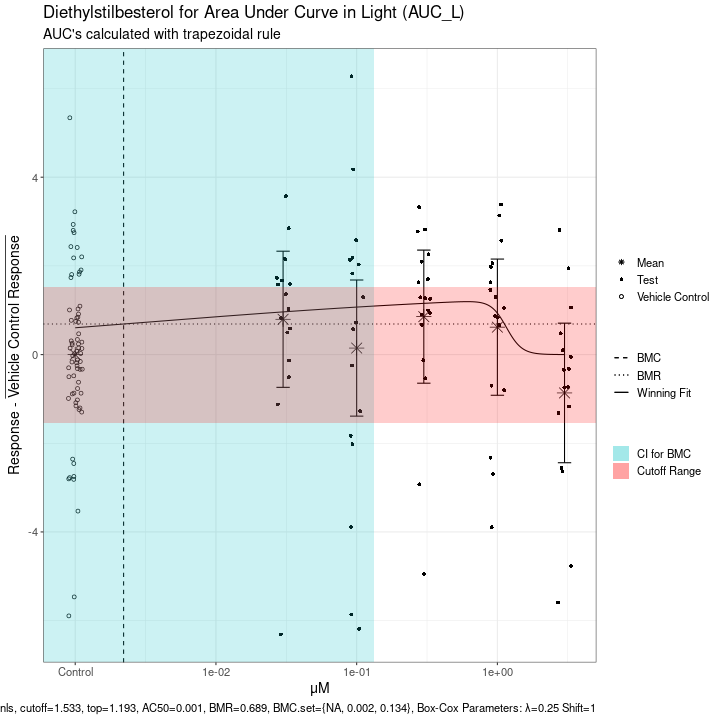 Diethylstilbesterol for Area Under Curve in Light (AUC_L)
AUC's calculated with trapezoidal rule
Response - Vehicle Control Response
4
0
-4
Control
1e-02
1e-01
1e+00
μM
Mean
Test
Vehicle Control
BMC
BMR
Winning Fit
CI for BMC
Cutoff Range
nls, cutoff=1.533, top=1.193, AC50=0.001, BMR=0.689, BMC.set={NA, 0.002, 0.134}, Box-Cox Parameters: λ=0.25 Shift=1